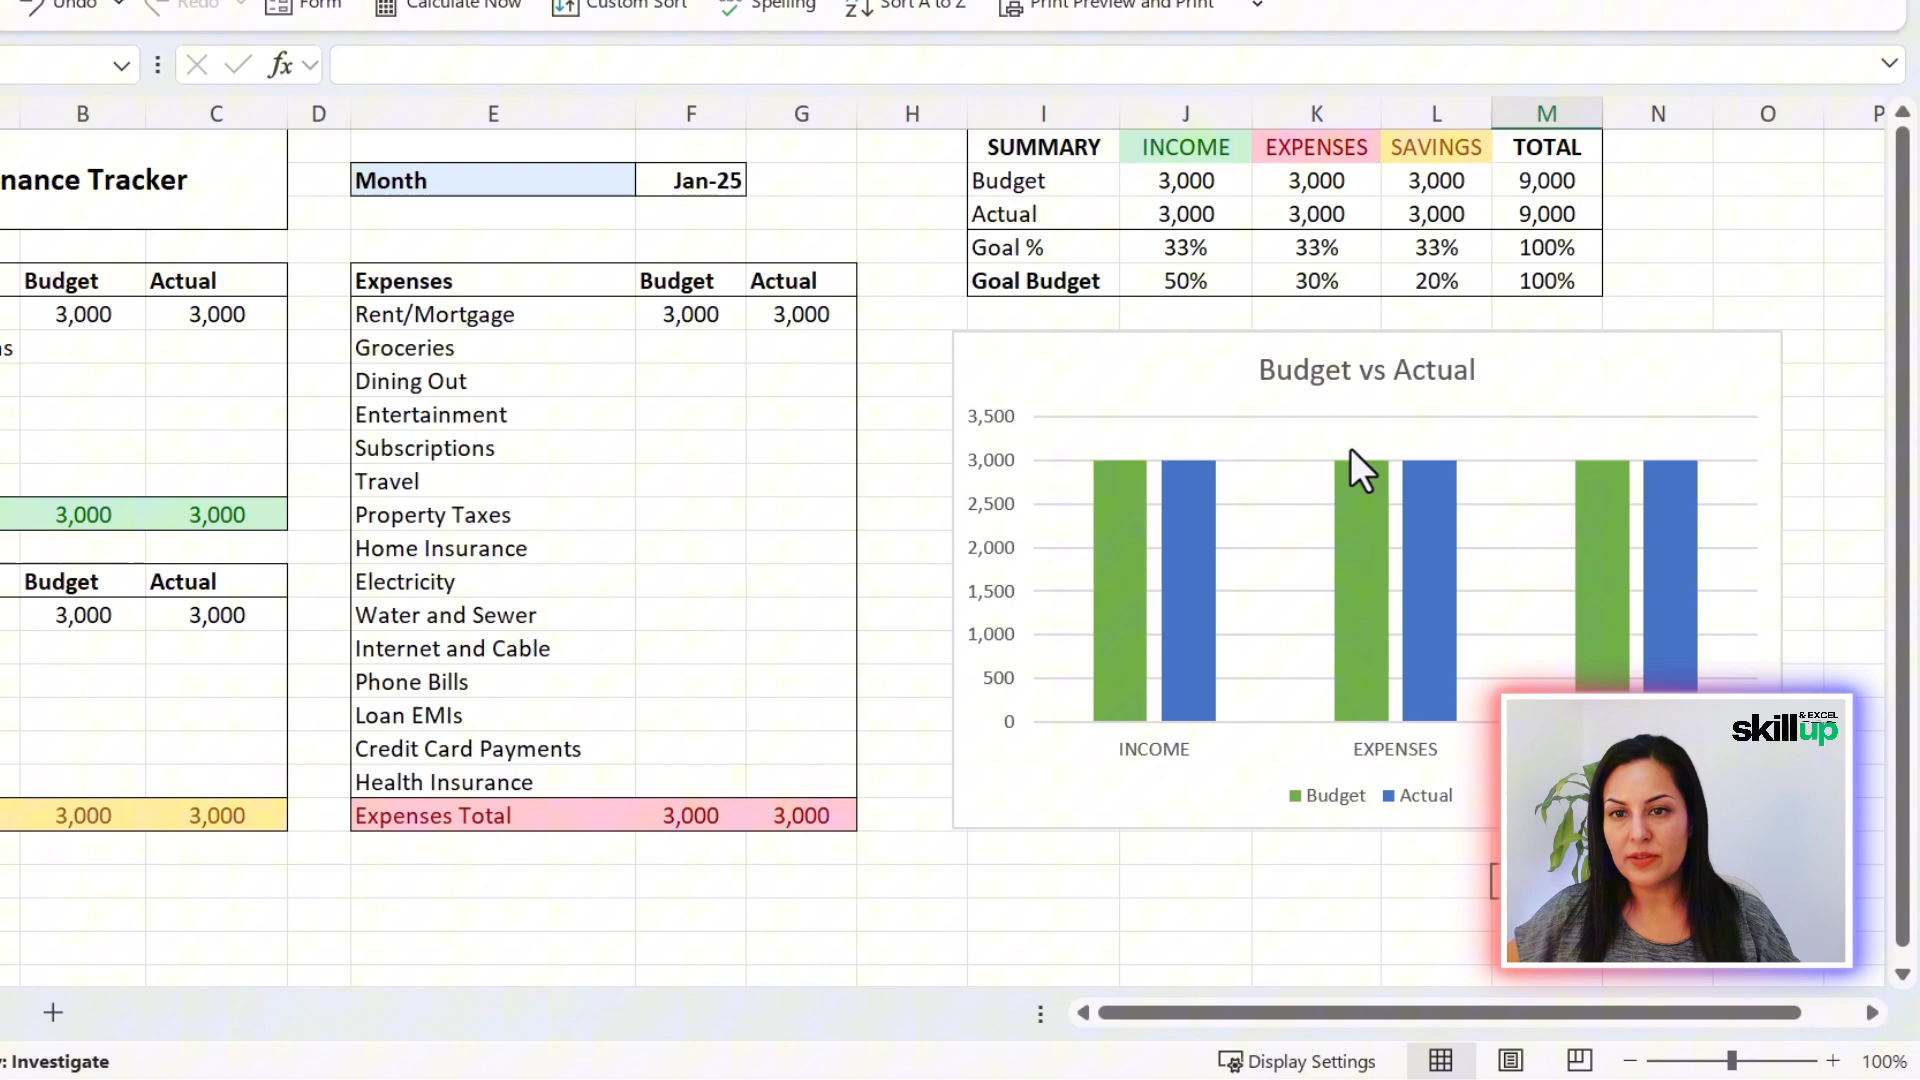 Undo Redo Form Calculate Now Custom Sort Spelling Sort A to Z Print Preview and Print
fx
B C D E F G H I J K L M N O P
nance Tracker
Month Jan-25
SUMMARY INCOME EXPENSES SAVINGS TOTAL
Budget 3,000 3,000 3,000 9,000
Actual 3,000 3,000 3,000 9,000
Goal % 33% 33% 33% 100%
Goal Budget 50% 30% 20% 100%
Budget Actual
3,000 3,000
ns
3,000 3,000
Budget Actual
3,000 3,000
3,000 3,000
Expenses Budget Actual
Rent/Mortgage 3,000 3,000
Groceries
Dining Out
Entertainment
Subscriptions
Travel
Property Taxes
Home Insurance
Electricity
Water and Sewer
Internet and Cable
Phone Bills
Loan EMIs
Credit Card Payments
Health Insurance
Expenses Total 3,000 3,000
Budget vs Actual
3,500
3,000
2,500
2,000
1,500
1,000
500
0
INCOME EXPENSES
Budget Actual
& EXCEL
skillup
y: Investigate
Display Settings
100%